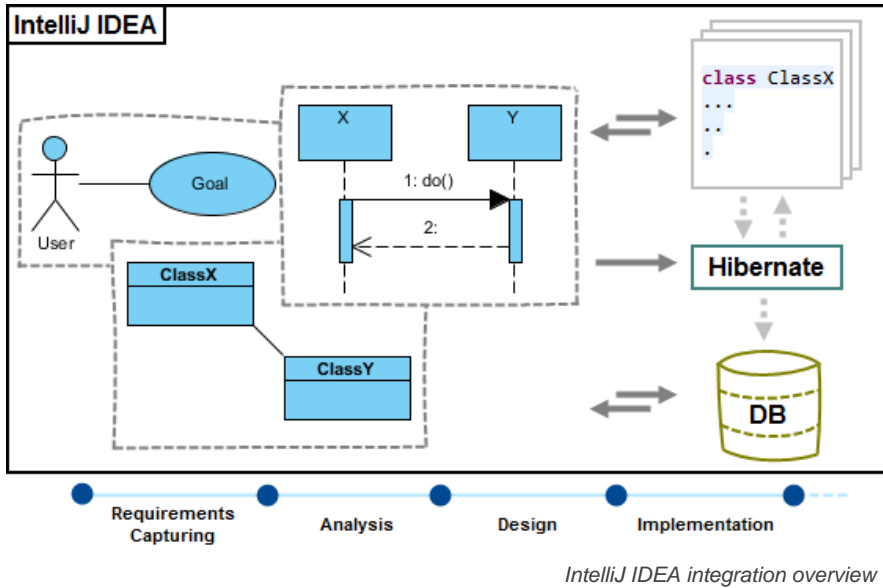 IntelliJ IDEA
class ClassX
...
..
.
X
Y
1: do()
2:
Goal
User
ClassX
ClassY
Hibernate
DB
Requirements
Capturing
Analysis
Design
Implementation
IntelliJ IDEA integration overview